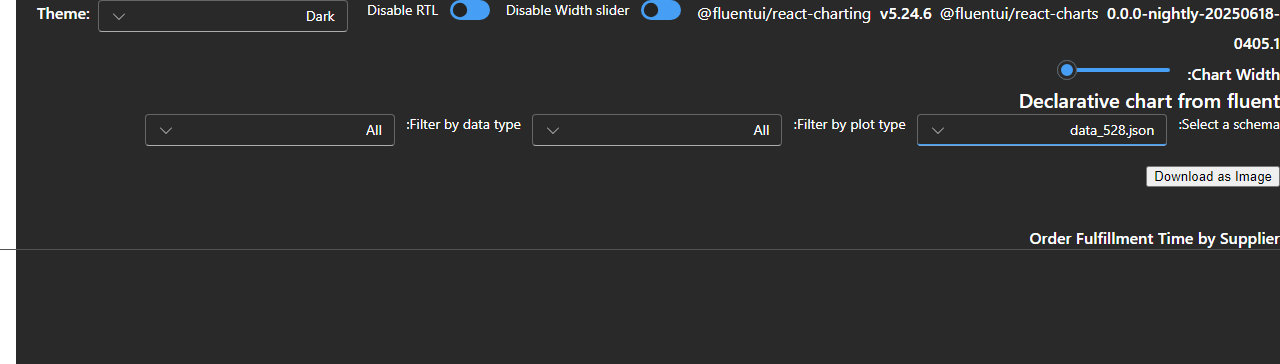 Theme: Dark Disable RTL Disable Width slider @fluentui/react-charting v5.24.6 @fluentui/react-charts 0.0.0-nightly-20250618-
0405.1
:Chart Width
Declarative chart from fluent
:Select a schema data_528.json :Filter by plot type All :Filter by data type All
Download as Image
Order Fulfillment Time by Supplier